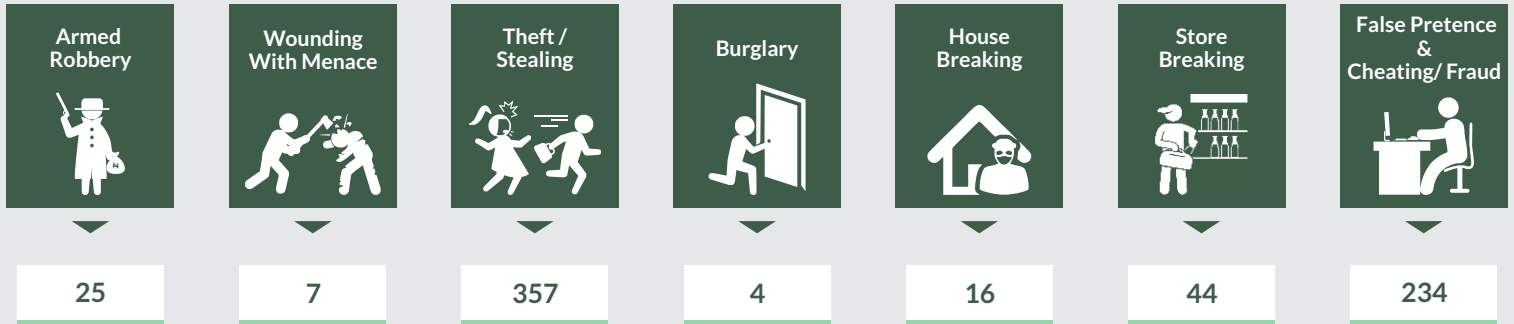 Armed
Robbery
Wounding
With Menace
Theft /
Stealing
Burglary
House
Breaking
Store
Breaking
False Pretence
&
Cheating/ Fraud
25
7
357
4
16
44
234